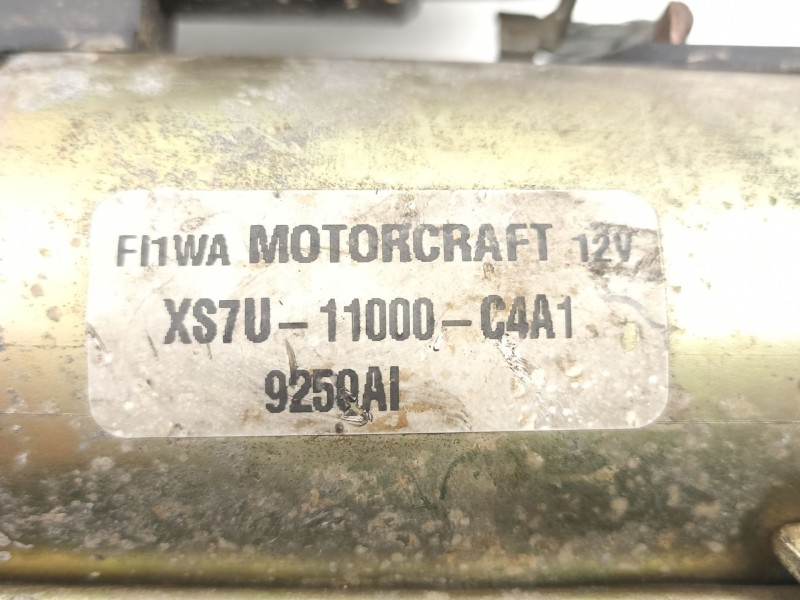 FI1WA MOTORCRAFT 12V
XS7U-11000-C4A1
9250AI